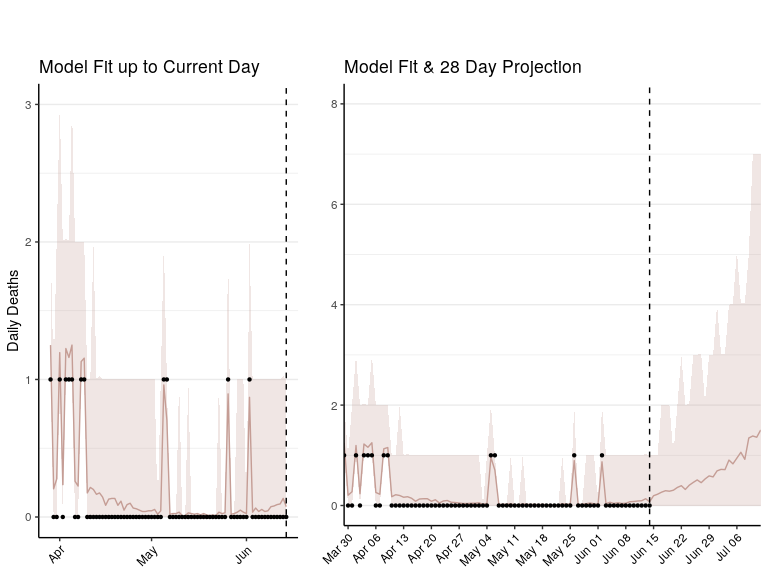 Model Fit up to Current Day
Model Fit & 28 Day Projection
Daily Deaths
3
2
1
0
Apr
May
Jun
8
6
4
2
0
Mar 30
Apr 06
Apr 13
Apr 20
Apr 27
May 04
May 11
May 18
May 25
Jun 01
Jun 08
Jun 15
Jun 22
Jun 29
Jul 06